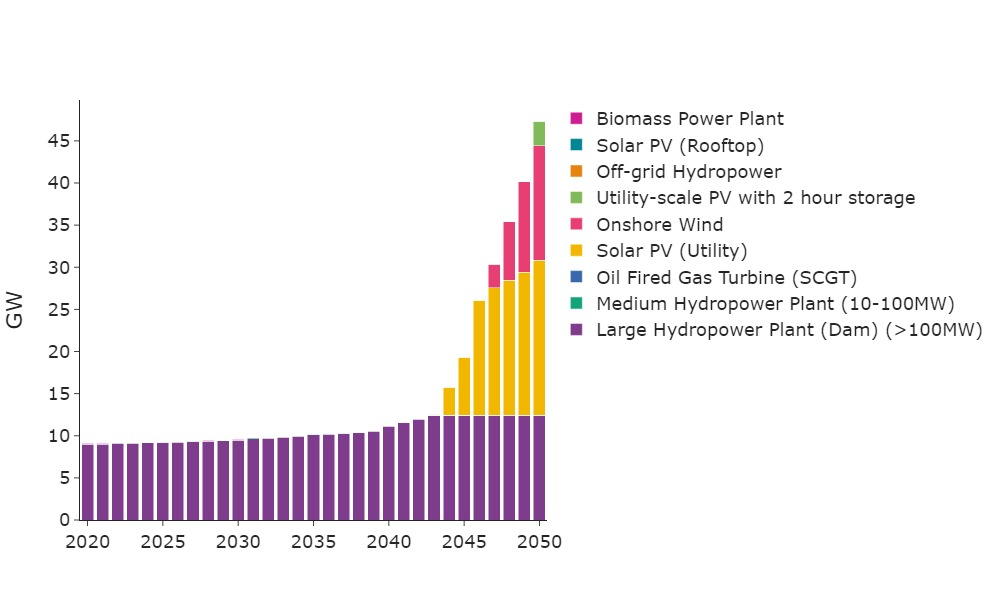 GW
45
40
35
30
25
20
15
10
5
0
2020 2025 2030 2035 2040 2045 2050
Biomass Power Plant
Solar PV (Rooftop)
Off-grid Hydropower
Utility-scale PV with 2 hour storage
Onshore Wind
Solar PV (Utility)
Oil Fired Gas Turbine (SCGT)
Medium Hydropower Plant (10-100MW)
Large Hydropower Plant (Dam) (>100MW)